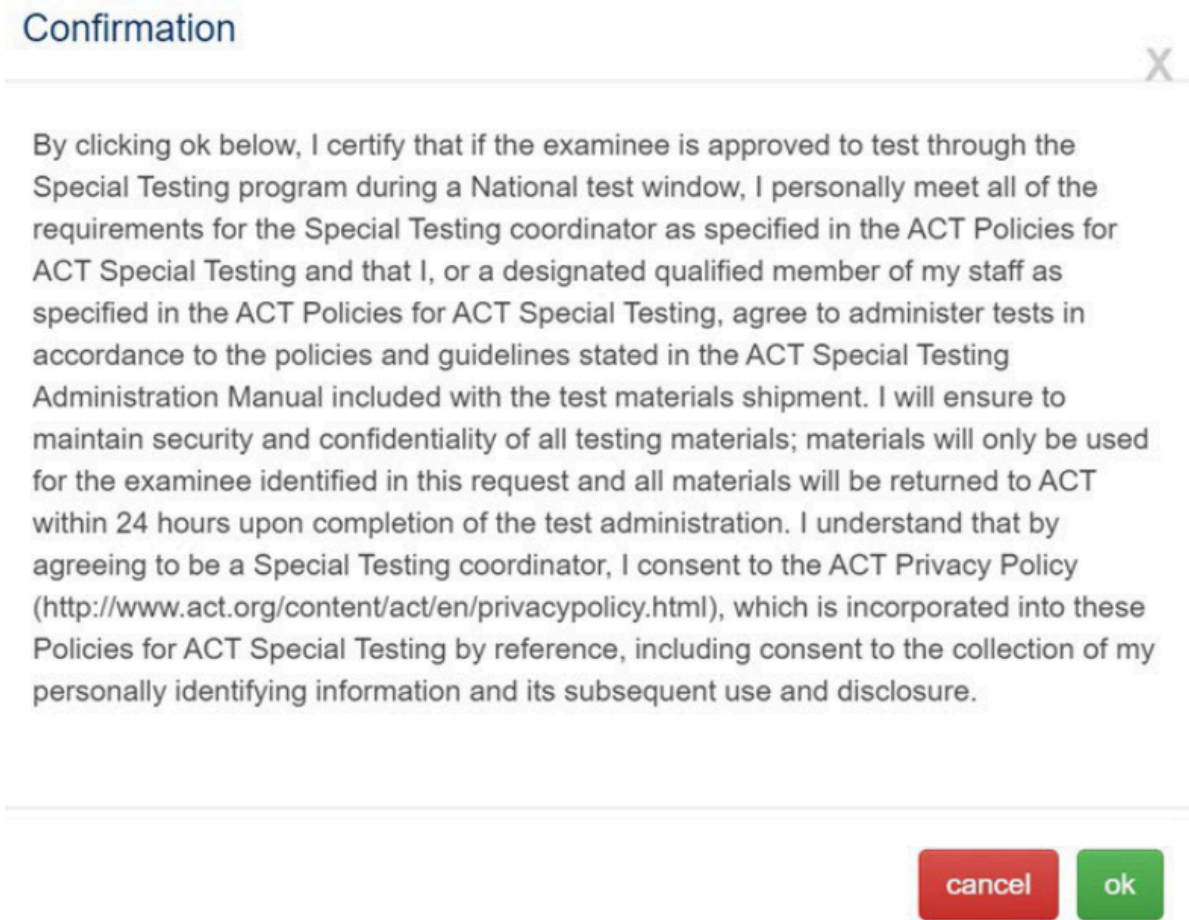 Confirmation
X
By clicking ok below, I certify that if the examinee is approved to test through the
Special Testing program during a National test window, I personally meet all of the
requirements for the Special Testing coordinator as specified in the ACT Policies for
ACT Special Testing and that I, or a designated qualified member of my staff as
specified in the ACT Policies for ACT Special Testing, agree to administer tests in
accordance to the policies and guidelines stated in the ACT Special Testing
Administration Manual included with the test materials shipment. I will ensure to
maintain security and confidentiality of all testing materials; materials will only be used
for the examinee identified in this request and all materials will be returned to ACT
within 24 hours upon completion of the test administration. I understand that by
agreeing to be a Special Testing coordinator, I consent to the ACT Privacy Policy
(http://www.act.org/content/act/en/privacypolicy.html), which is incorporated into these
Policies for ACT Special Testing by reference, including consent to the collection of my
personally identifying information and its subsequent use and disclosure.
cancel ok